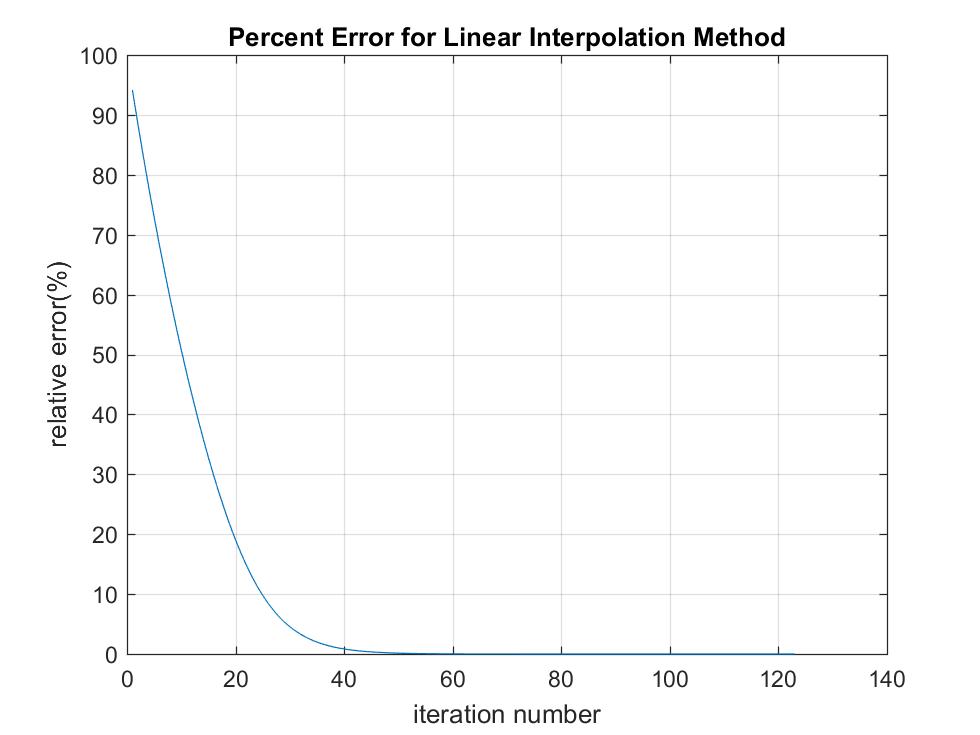 Percent Error for Linear Interpolation Method
100
90
80
70
60
50
40
30
20
10
0
relative error(%)
0 20 40 60 80 100 120 140
iteration number